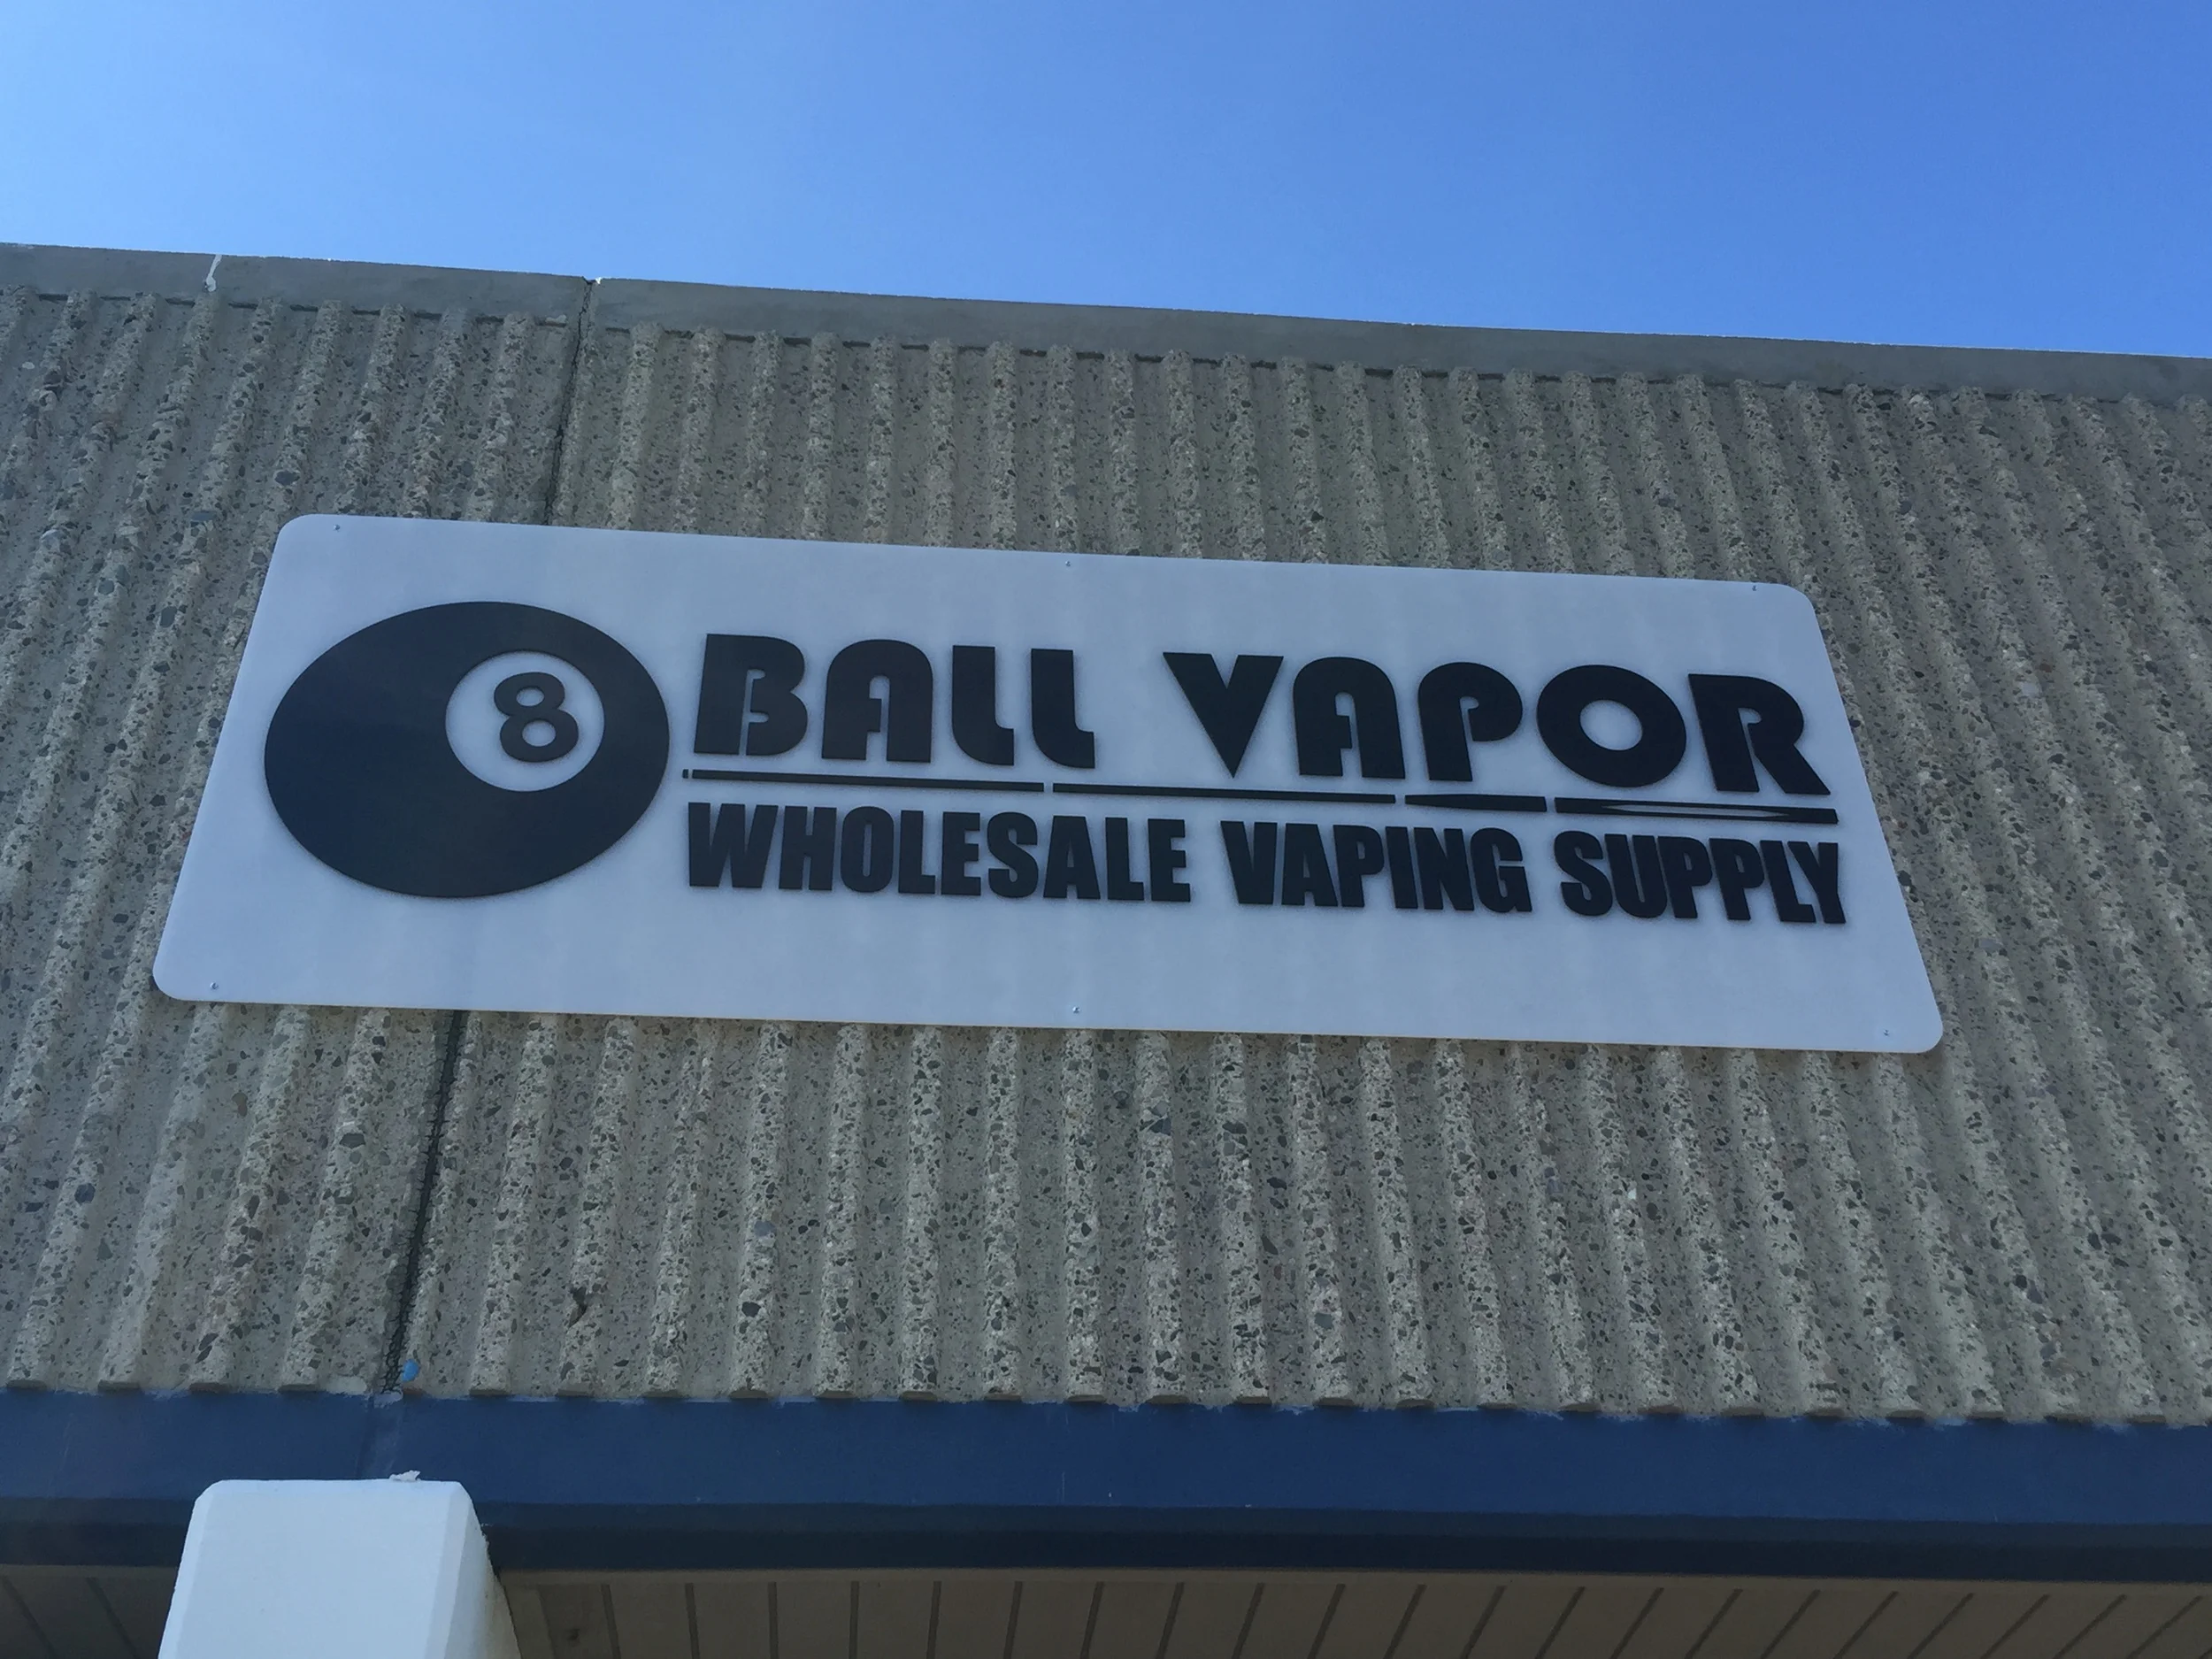 8 BALL VAPOR
WHOLESALE VAPING SUPPLY